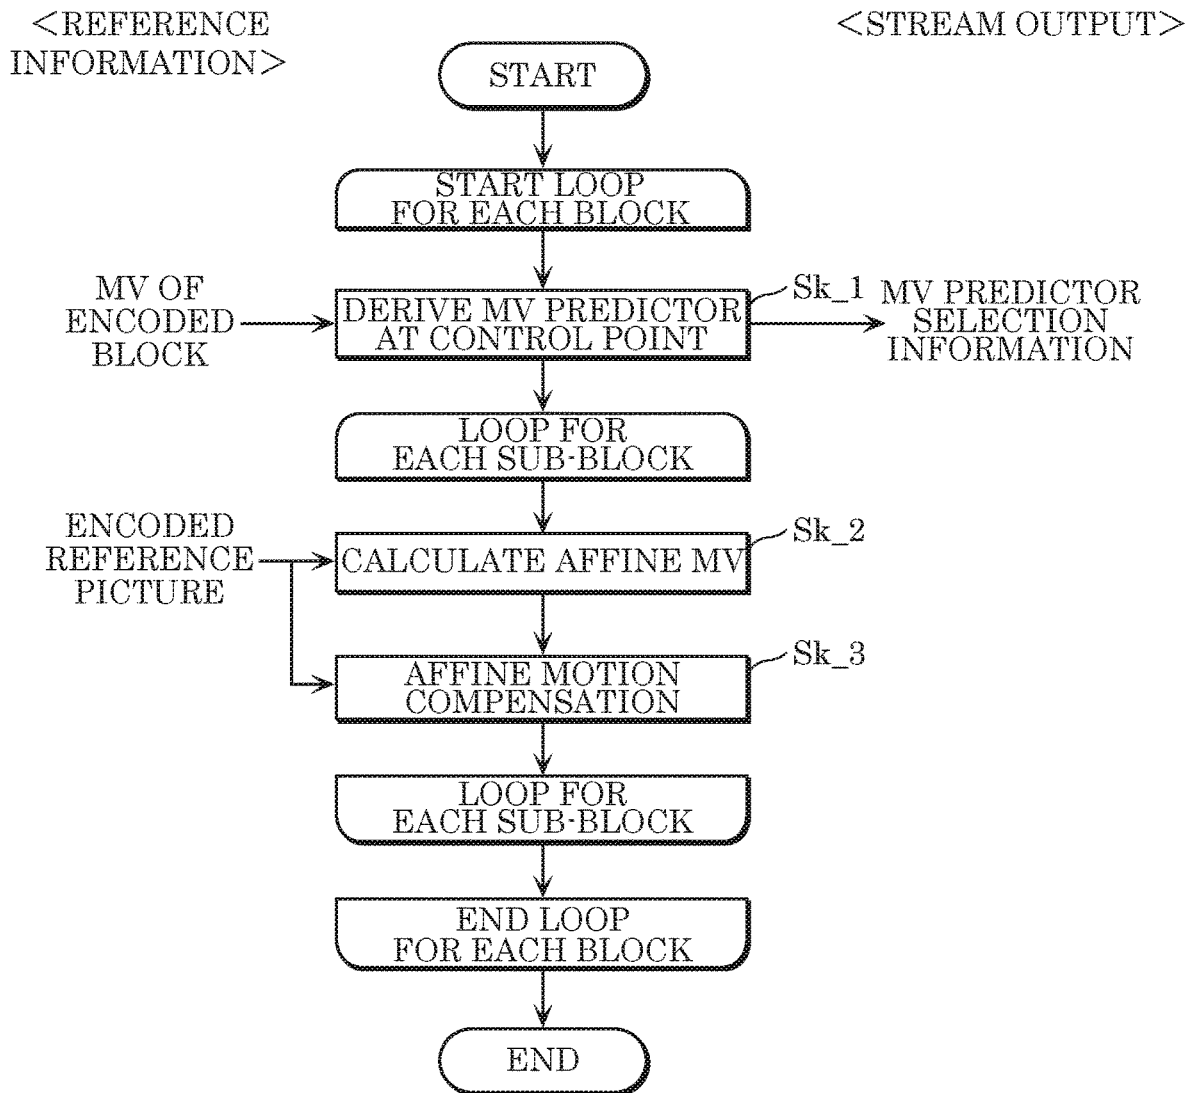 <REFERENCE
INFORMATION>
<STREAM OUTPUT>
START
START LOOP
FOR EACH BLOCK
MV OF
ENCODED
BLOCK
Sk_1
DERIVE MV PREDICTOR
AT CONTROL POINT
MV PREDICTOR
SELECTION
INFORMATION
LOOP FOR
EACH SUB-BLOCK
ENCODED
REFERENCE
PICTURE
Sk_2
CALCULATE AFFINE MV
Sk_3
AFFINE MOTION
COMPENSATION
LOOP FOR
EACH SUB-BLOCK
END LOOP
FOR EACH BLOCK
END